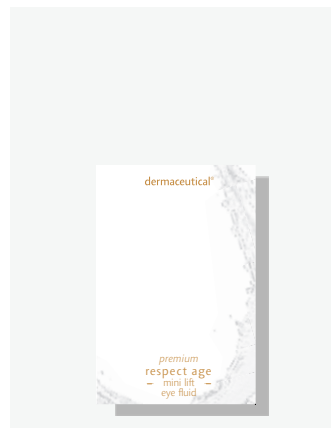 dermaceutical®
premium
respect age
– mini lift –
eye fluid